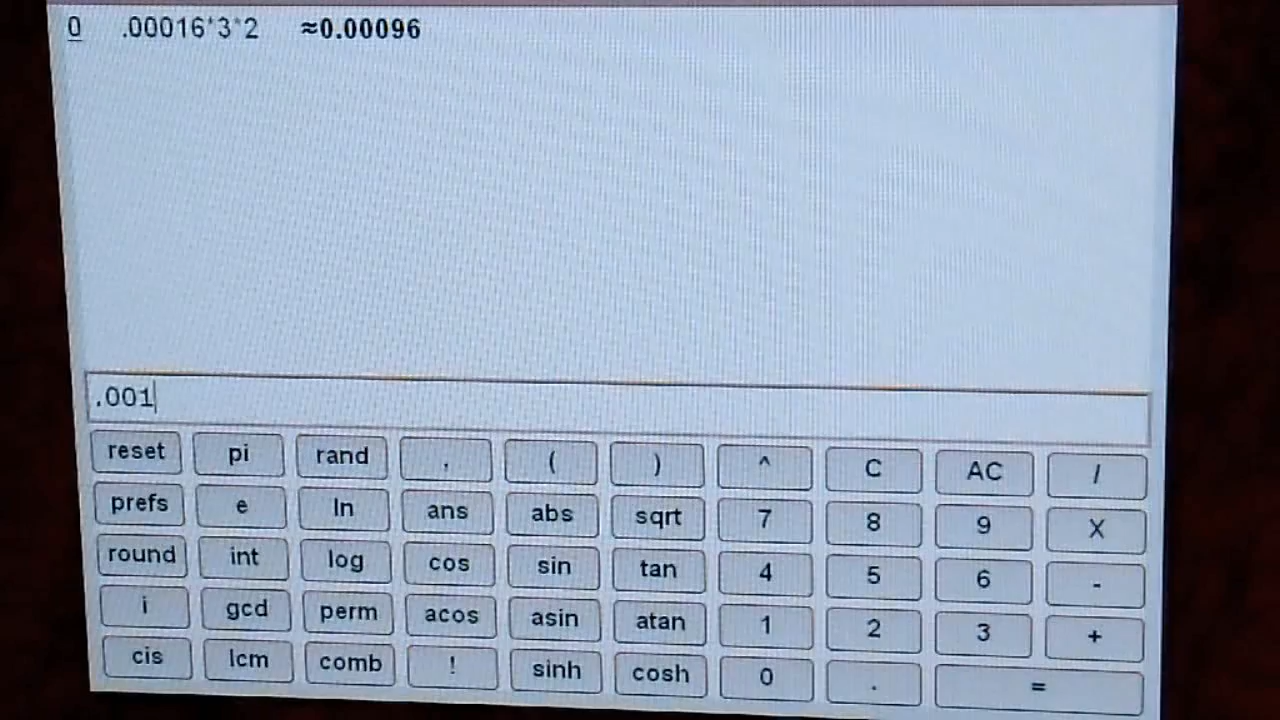 0 .00016*3*2 ≈0.00096
.001
reset pi rand , ( ) ^ C AC /
prefs e ln ans abs sqrt 7 8 9 X
round int log cos sin tan 4 5 6 -
i gcd perm acos asin atan 1 2 3 +
cis lcm comb ! sinh cosh 0 . =